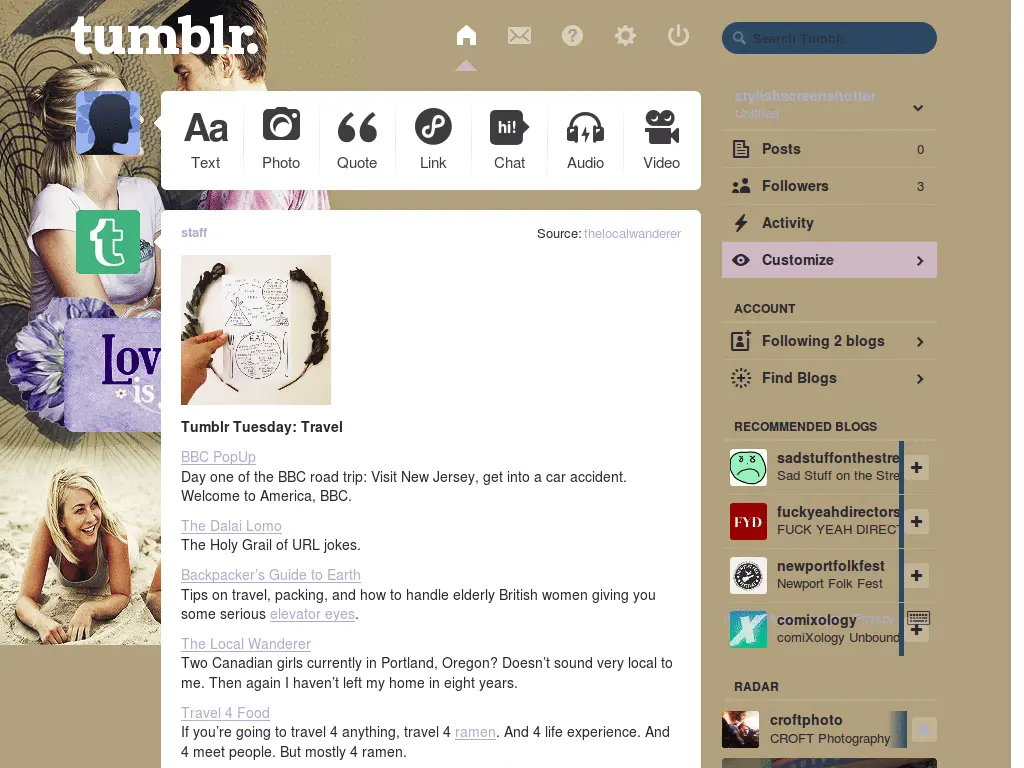 tumblr.
Search Tumblr
Aa
hi!
Text
Photo
Quote
Link
Chat
Audio
Video
stylishscreenshotter
Untitled
Posts 0
Followers 3
Activity
Customize
ACCOUNT
Following 2 blogs
Find Blogs
RECOMMENDED BLOGS
sadstuffonthestre
Sad Stuff on the Stre
FYD
fuckyeahdirectors
FUCK YEAH DIREC
newportfolkfest
Newport Folk Fest
comixology
Privacy
comiXology Unbound
RADAR
croftphoto
CROFT Photography
Lov
is
t
staff
Source: thelocalwanderer
EAT
Tumblr Tuesday: Travel
BBC PopUp
Day one of the BBC road trip: Visit New Jersey, get into a car accident.
Welcome to America, BBC.
The Dalai Lomo
The Holy Grail of URL jokes.
Backpacker’s Guide to Earth
Tips on travel, packing, and how to handle elderly British women giving you
some serious elevator eyes.
The Local Wanderer
Two Canadian girls currently in Portland, Oregon? Doesn’t sound very local to
me. Then again I haven’t left my home in eight years.
Travel 4 Food
If you’re going to travel 4 anything, travel 4 ramen. And 4 life experience. And
4 meet people. But mostly 4 ramen.